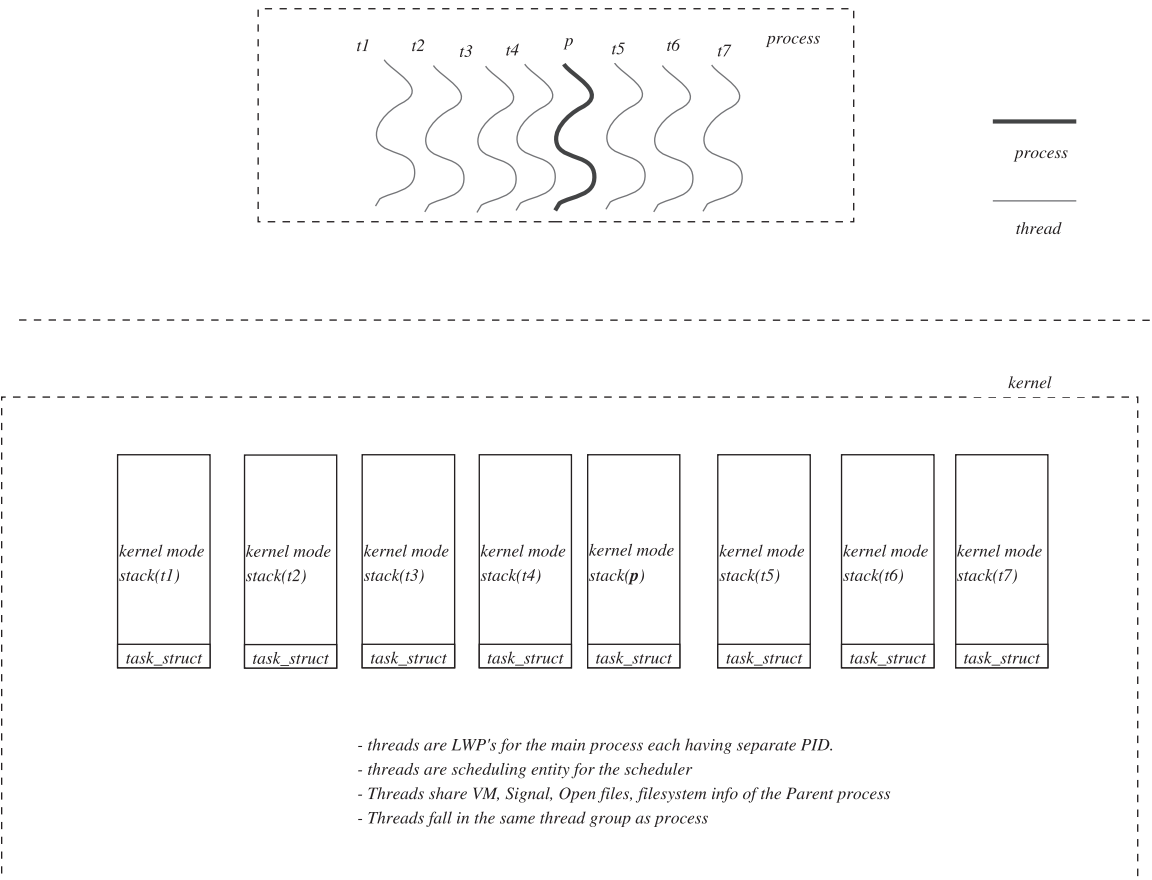 t1 t2 t3 t4 p t5 t6 t7 process
process
thread
kernel
kernel mode
stack(t1)
task_struct
kernel mode
stack(t2)
task_struct
kernel mode
stack(t3)
task_struct
kernel mode
stack(t4)
task_struct
kernel mode
stack(p)
task_struct
kernel mode
stack(t5)
task_struct
kernel mode
stack(t6)
task_struct
kernel mode
stack(t7)
task_struct
- threads are LWP's for the main process each having separate PID.
- threads are scheduling entity for the scheduler
- Threads share VM, Signal, Open files, filesystem info of the Parent process
- Threads fall in the same thread group as process